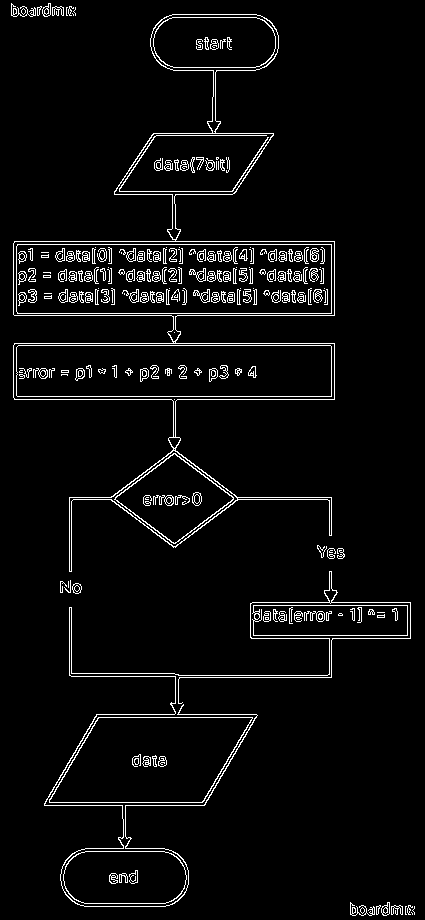 boardmix
start
data(7bit)
p1 = data[0] ^data[2] ^data[4] ^data[6]
p2 = data[1] ^data[2] ^data[5] ^data[6]
p3 = data[3] ^data[4] ^data[5] ^data[6]
error = p1 * 1 + p2 * 2 + p3 * 4
error>0
Yes
No
data[error - 1] ^= 1
data
end
boardmix